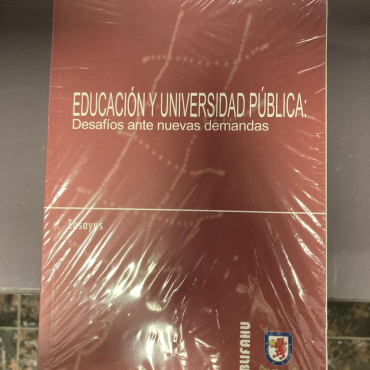 EDUCACIÓN Y UNIVERSIDAD PÚBLICA:
Desafíos ante nuevas demandas
Ensayos